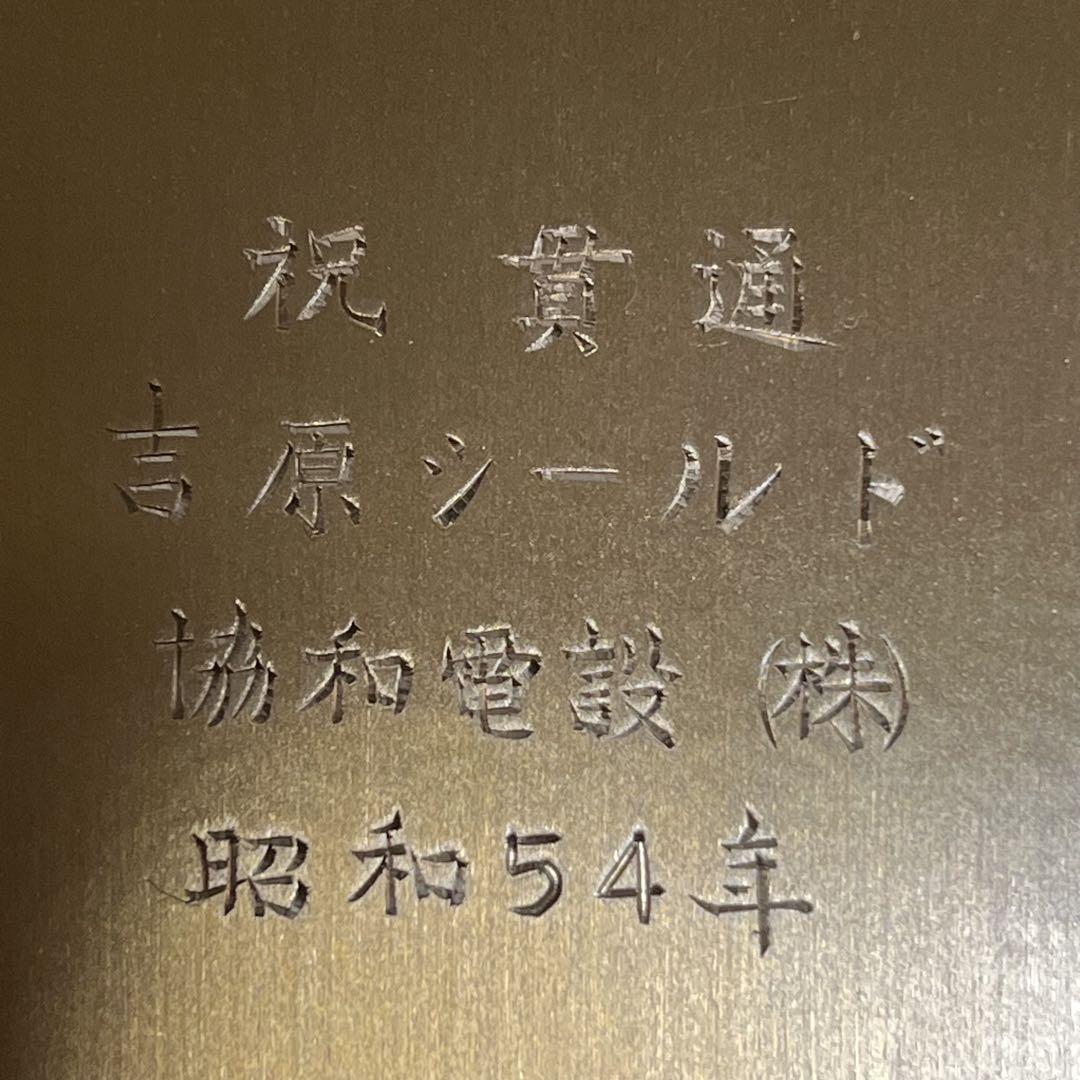 祝 貫通
吉原シールド
協和電設(株)
昭和54年